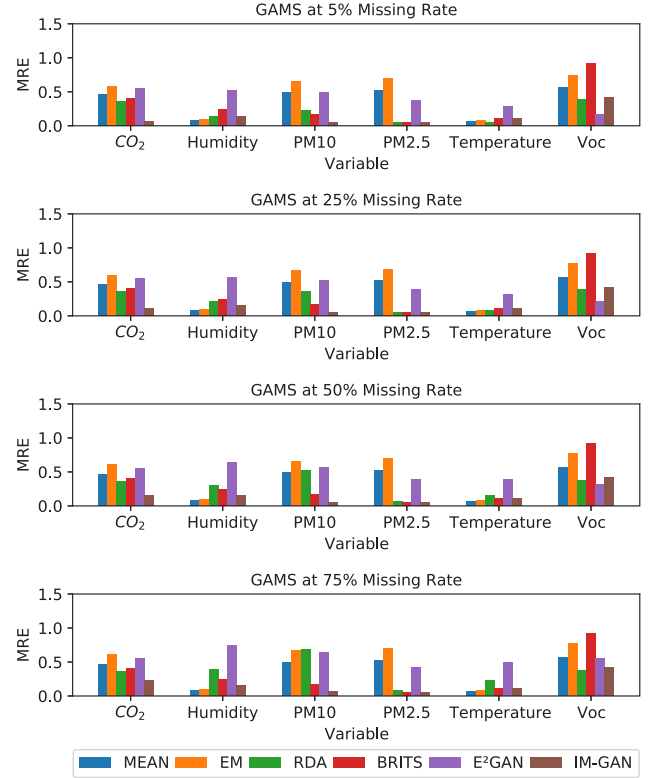 GAMS at 5% Missing Rate
1.5
1.0
0.5
0.0
MRE
CO₂ Humidity PM10 PM2.5 Temperature Voc
Variable
GAMS at 25% Missing Rate
1.5
1.0
0.5
0.0
MRE
CO₂ Humidity PM10 PM2.5 Temperature Voc
Variable
GAMS at 50% Missing Rate
1.5
1.0
0.5
0.0
MRE
CO₂ Humidity PM10 PM2.5 Temperature Voc
Variable
GAMS at 75% Missing Rate
1.5
1.0
0.5
0.0
MRE
CO₂ Humidity PM10 PM2.5 Temperature Voc
Variable
MEAN EM RDA BRITS E²GAN IM-GAN